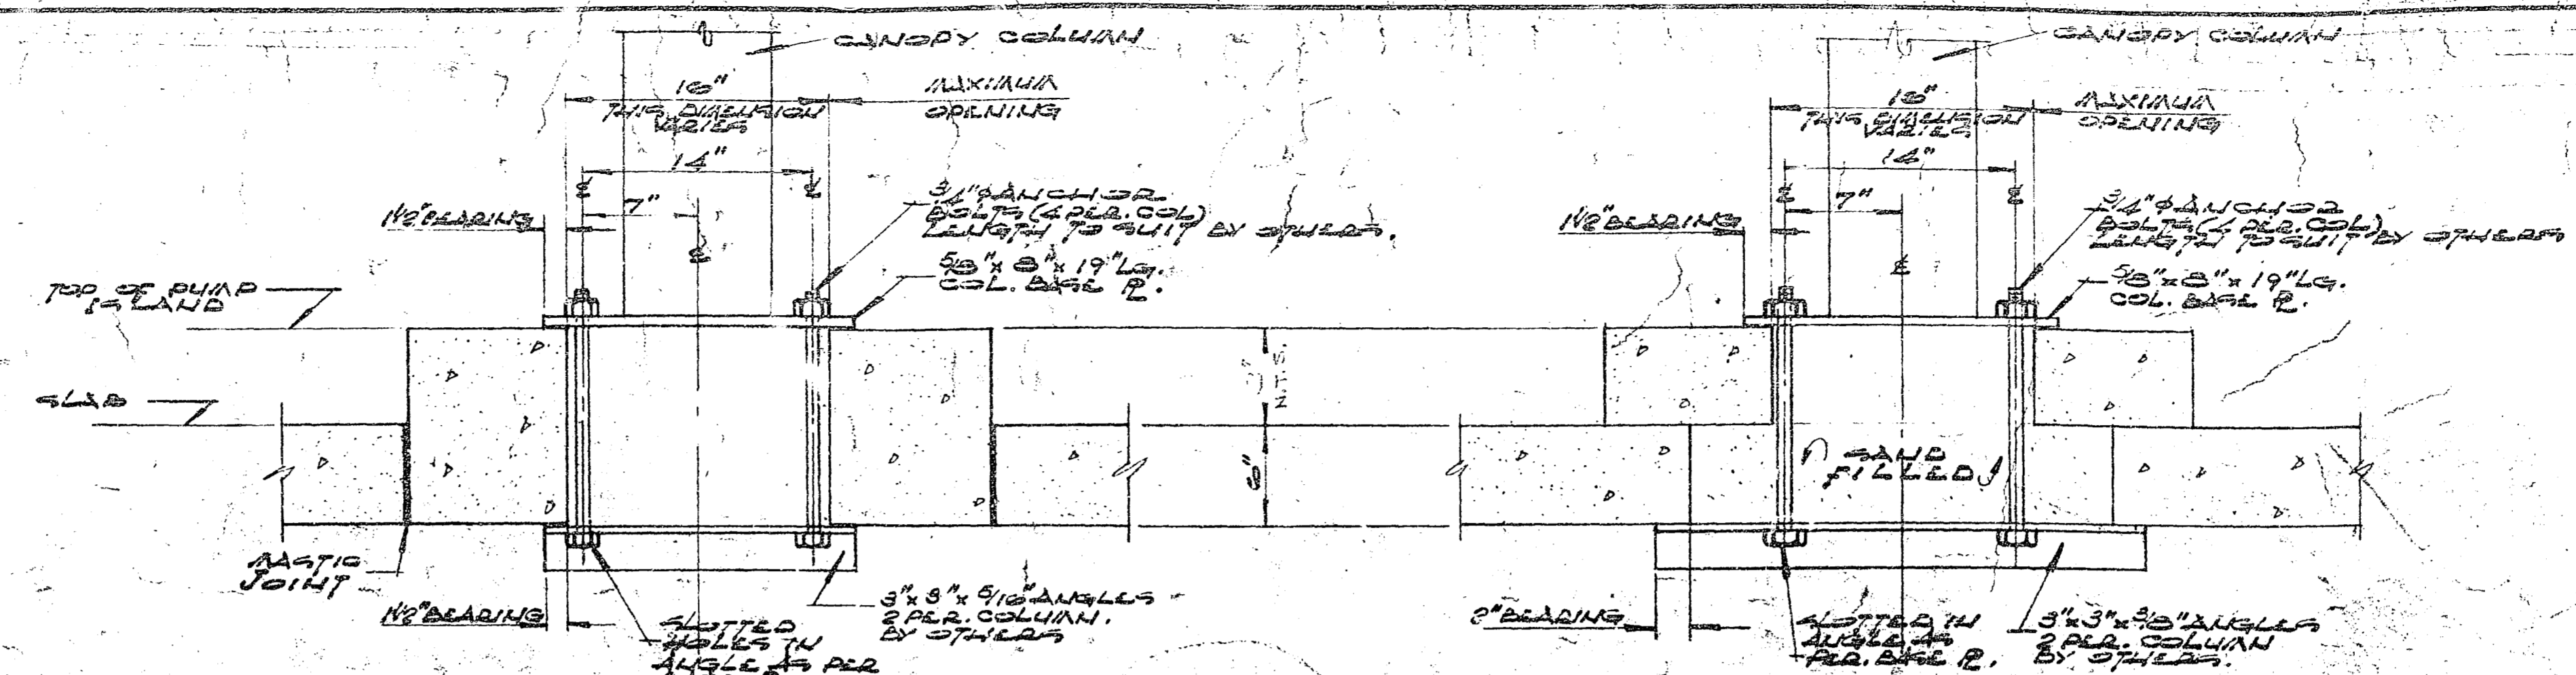 CANOPY COLUMN
16"
THIS DIMENSION
VARIES
MAXIMUM
OPENING
14"
7"
1½" BEARING
3/4"φ ANCHOR
BOLTS (4 PER. COL)
LENGTH TO SUIT BY OTHERS.
5/8" x 8" x 19" LG.
COL. BASE PL.
TOP OF PUMP
ISLAND
SLAB
MASTIC
JOINT
1½" BEARING
SLOTTED
HOLES IN
ANGLE AS PER
3" x 3" x 5/16" ANGLES
2 PER. COLUMN.
BY OTHERS
N.T.S.
6"
CANOPY COLUMN
16"
THIS DIMENSION
VARIES
MAXIMUM
OPENING
14"
7"
1½" BEARING
3/4"φ ANCHOR
BOLTS (4 PER. COL)
LENGTH TO SUIT BY OTHERS
5/8" x 8" x 19" LG.
COL. BASE PL.
SAND
FILLED
2" BEARING
SLOTTED IN
ANGLE AS
PER. BASE PL.
3" x 3" x 3/8" ANGLES
2 PER. COLUMN
BY OTHERS.